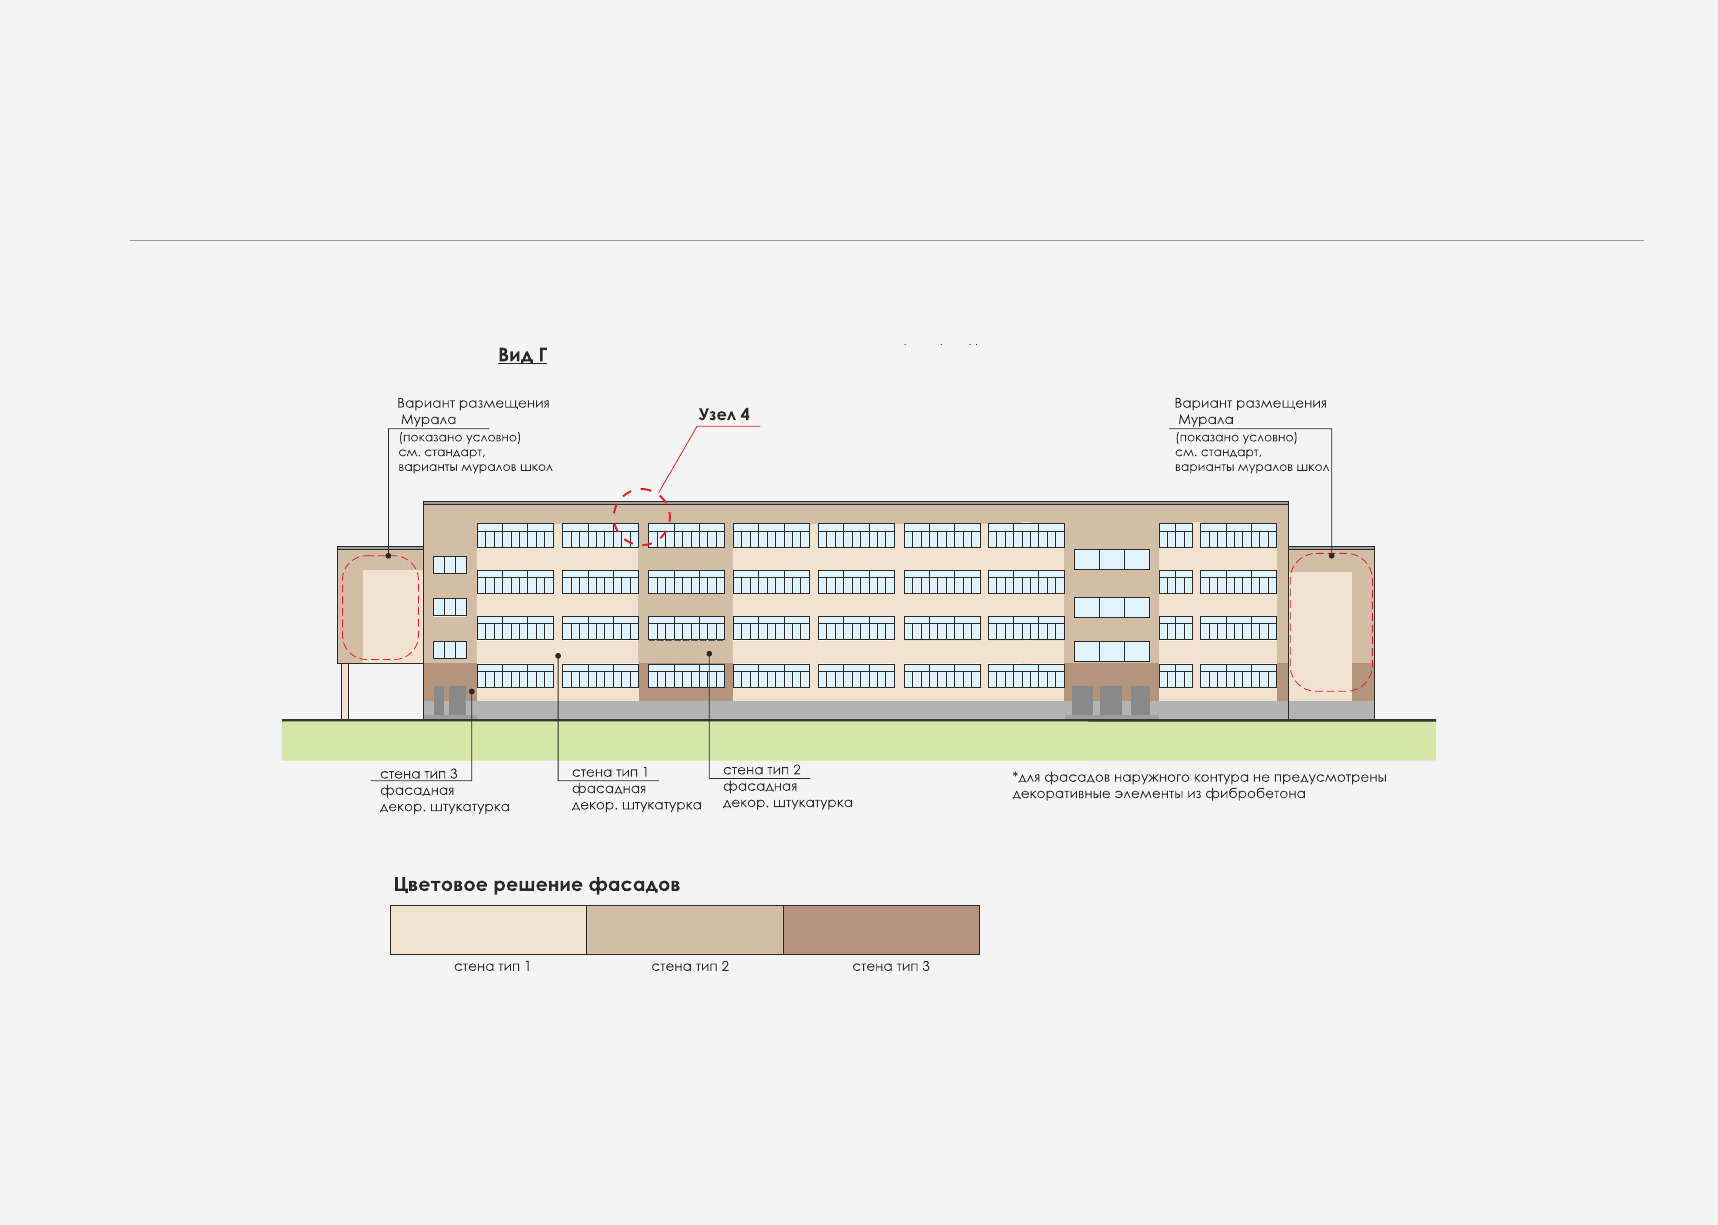 Вид Г
Вариант размещения
Мурала
(показано условно)
см. стандарт,
варианты муралов школ
Узел 4
Вариант размещения
Мурала
(показано условно)
см. стандарт,
варианты муралов школ
стена тип 3
фасадная
декор. штукатурка
стена тип 1
фасадная
декор. штукатурка
стена тип 2
фасадная
декор. штукатурка
*для фасадов наружного контура не предусмотрены
декоративные элементы из фибробетона
Цветовое решение фасадов
стена тип 1
стена тип 2
стена тип 3